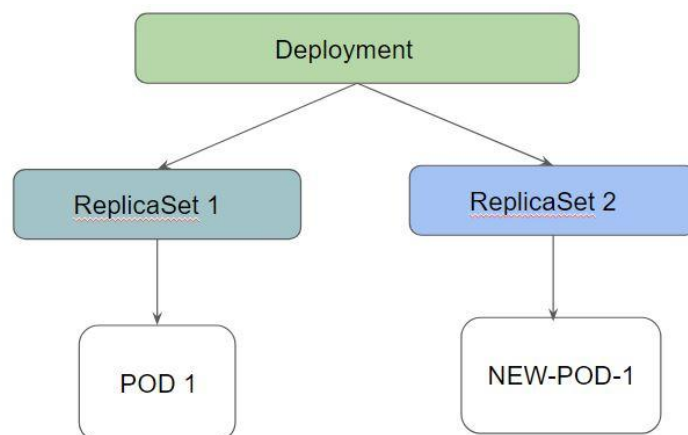 Deployment
ReplicaSet 1
ReplicaSet 2
POD 1
NEW-POD-1